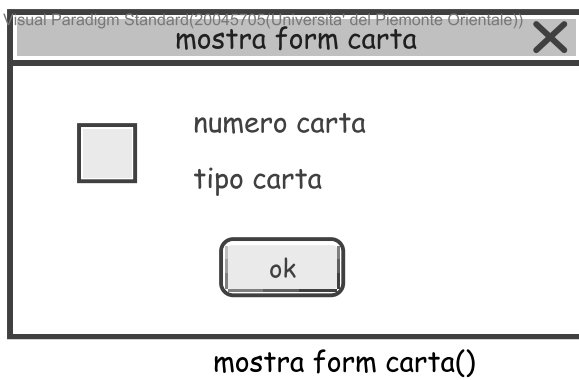 Visual Paradigm Standard(20045705(Universita' del Piemonte Orientale))
mostra form carta
numero carta
tipo carta
ok
mostra form carta()